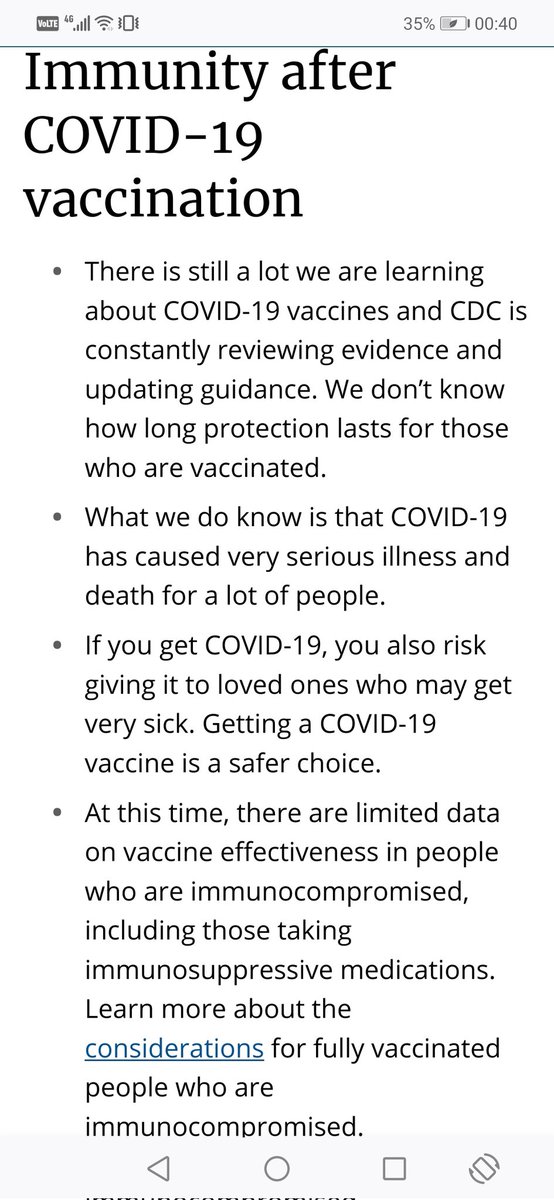 VoLTE 4G 35% 00:40
Immunity after
COVID-19
vaccination
• There is still a lot we are learning
about COVID-19 vaccines and CDC is
constantly reviewing evidence and
updating guidance. We don’t know
how long protection lasts for those
who are vaccinated.
• What we do know is that COVID-19
has caused very serious illness and
death for a lot of people.
• If you get COVID-19, you also risk
giving it to loved ones who may get
very sick. Getting a COVID-19
vaccine is a safer choice.
• At this time, there are limited data
on vaccine effectiveness in people
who are immunocompromised,
including those taking
immunosuppressive medications.
Learn more about the
considerations for fully vaccinated
people who are
immunocompromised.